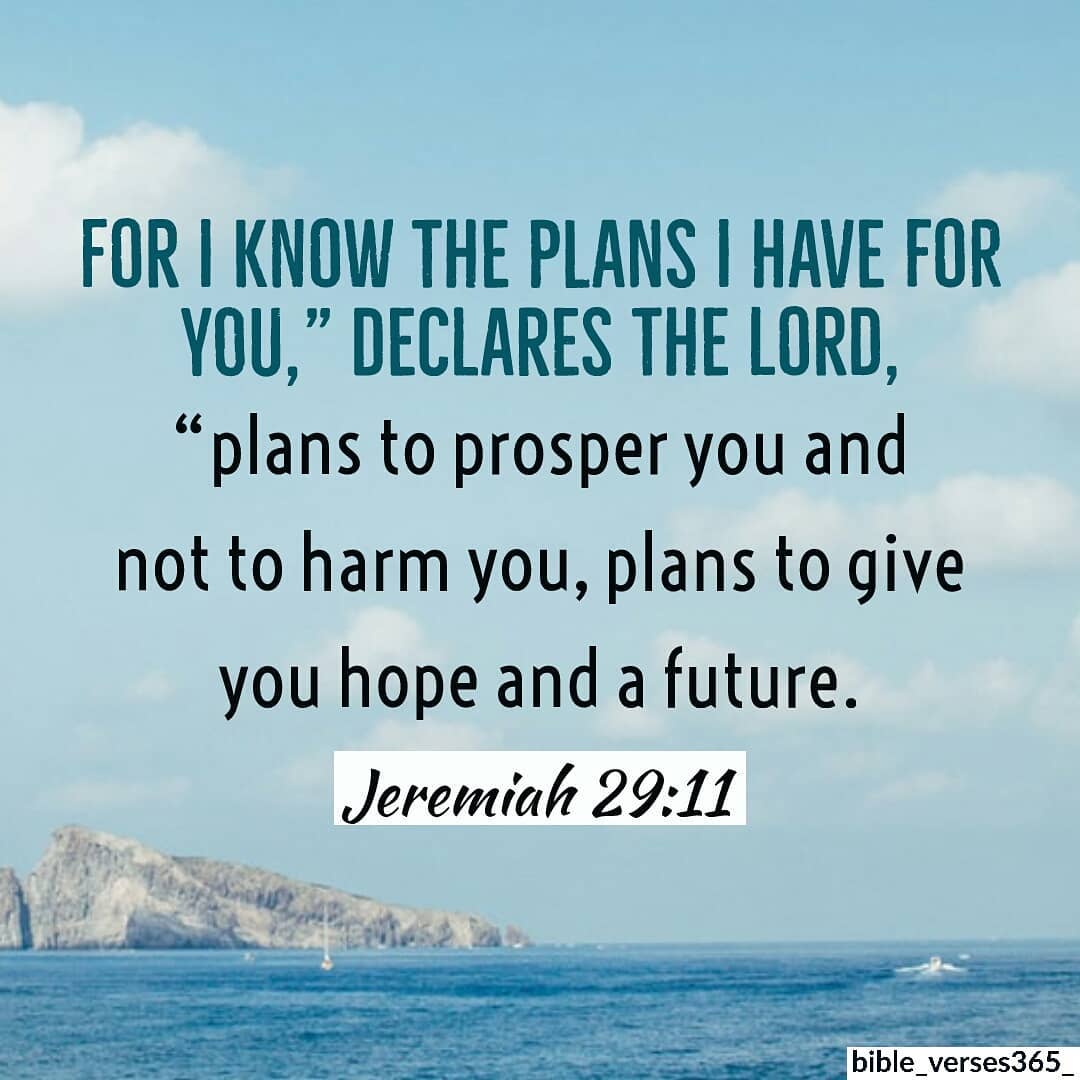 FOR I KNOW THE PLANS I HAVE FOR
YOU,” DECLARES THE LORD,
“plans to prosper you and
not to harm you, plans to give
you hope and a future.
Jeremiah 29:11
bible_verses365_